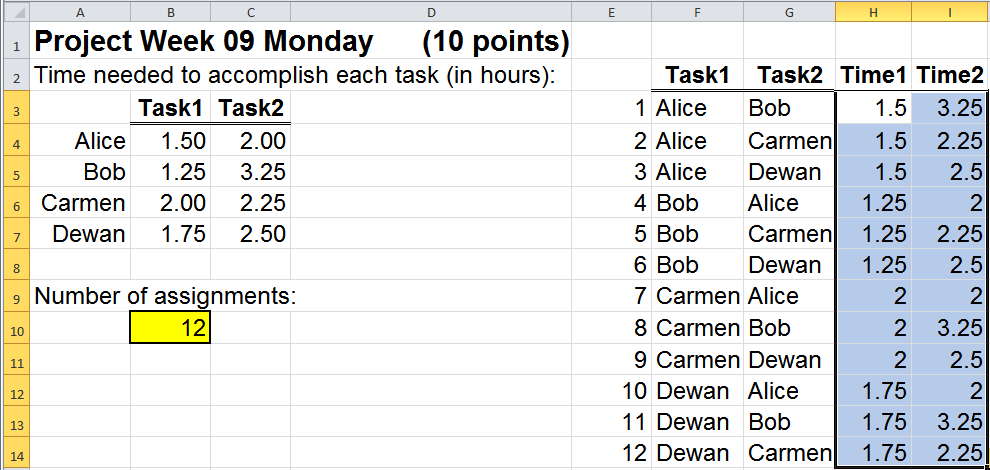 A B C D E F G H I
1 Project Week 09 Monday (10 points)
2 Time needed to accomplish each task (in hours): Task1 Task2 Time1 Time2
3 Task1 Task2 1 Alice Bob 1.5 3.25
4 Alice 1.50 2.00 2 Alice Carmen 1.5 2.25
5 Bob 1.25 3.25 3 Alice Dewan 1.5 2.5
6 Carmen 2.00 2.25 4 Bob Alice 1.25 2
7 Dewan 1.75 2.50 5 Bob Carmen 1.25 2.25
8 6 Bob Dewan 1.25 2.5
9 Number of assignments: 7 Carmen Alice 2 2
10 12 8 Carmen Bob 2 3.25
11 9 Carmen Dewan 2 2.5
12 10 Dewan Alice 1.75 2
13 11 Dewan Bob 1.75 3.25
14 12 Dewan Carmen 1.75 2.25